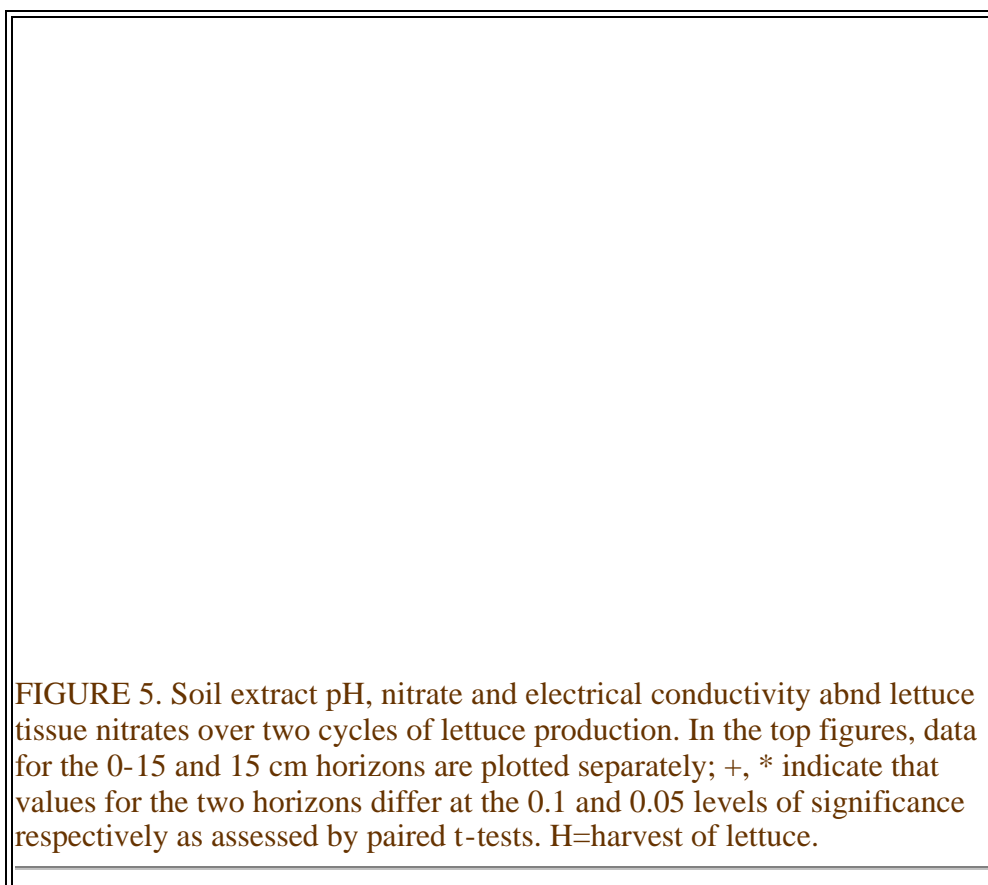 FIGURE 5. Soil extract pH, nitrate and electrical conductivity abnd lettuce
tissue nitrates over two cycles of lettuce production. In the top figures, data
for the 0-15 and 15 cm horizons are plotted separately; +, * indicate that
values for the two horizons differ at the 0.1 and 0.05 levels of significance
respectively as assessed by paired t-tests. H=harvest of lettuce.